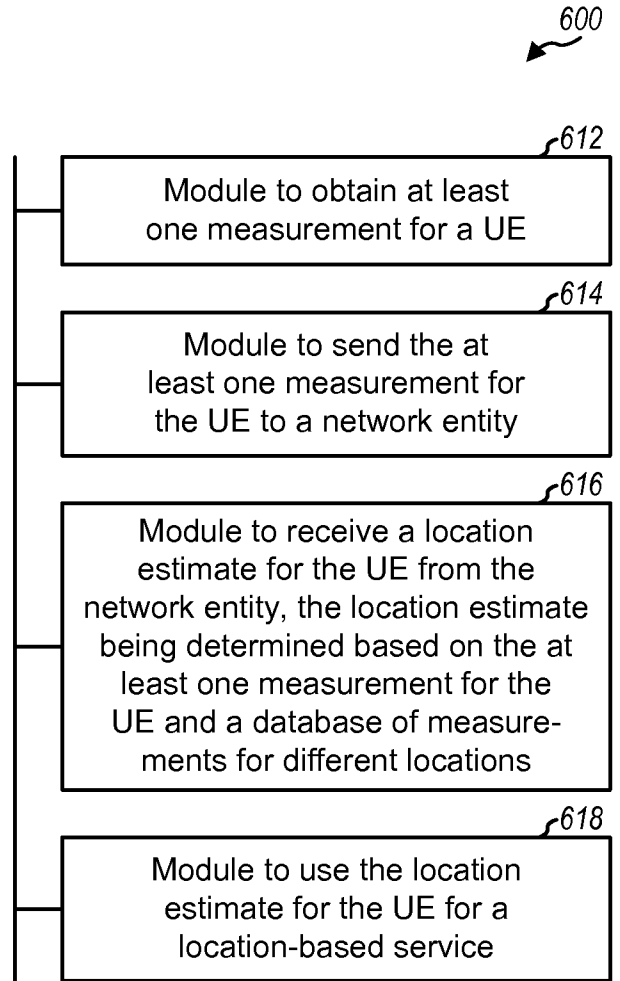 600
612
Module to obtain at least
one measurement for a UE
614
Module to send the at
least one measurement for
the UE to a network entity
616
Module to receive a location
estimate for the UE from the
network entity, the location estimate
being determined based on the at
least one measurement for the
UE and a database of measure-
ments for different locations
618
Module to use the location
estimate for the UE for a
location-based service